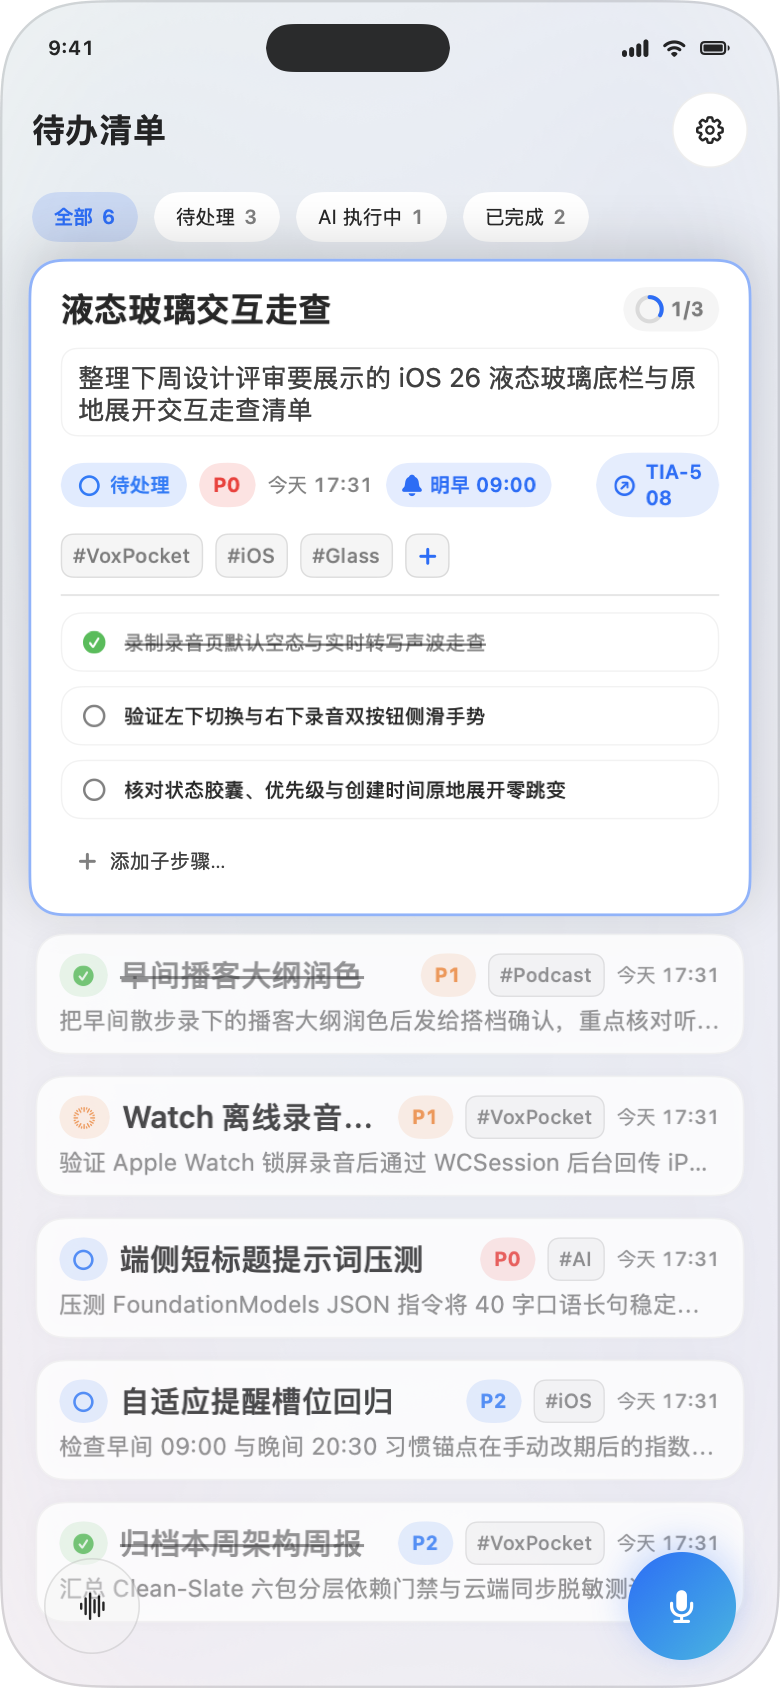 9:41
待办清单
全部 6 待处理 3 AI 执行中 1 已完成 2
液态玻璃交互走查 1/3
整理下周设计评审要展示的 iOS 26 液态玻璃底栏与原
地展开交互走查清单
待处理 P0 今天 17:31 明早 09:00 TIA-5
08
#VoxPocket #iOS #Glass +
录制录音页默认空态与实时转写声波走查
验证左下切换与右下录音双按钮侧滑手势
核对状态胶囊、优先级与创建时间原地展开零跳变
+ 添加子步骤...
早间播客大纲润色 P1 #Podcast 今天 17:31
把早间散步录下的播客大纲润色后发给搭档确认，重点核对听...
Watch 离线录音... P1 #VoxPocket 今天 17:31
验证 Apple Watch 锁屏录音后通过 WCSession 后台回传 iP...
端侧短标题提示词压测 P0 #AI 今天 17:31
压测 FoundationModels JSON 指令将 40 字口语长句稳定...
自适应提醒槽位回归 P2 #iOS 今天 17:31
检查早间 09:00 与晚间 20:30 习惯锚点在手动改期后的指数...
归档本周架构周报 P2 #VoxPocket 今天 17:31
汇总 Clean-Slate 六包分层依赖门禁与云端同步脱敏测